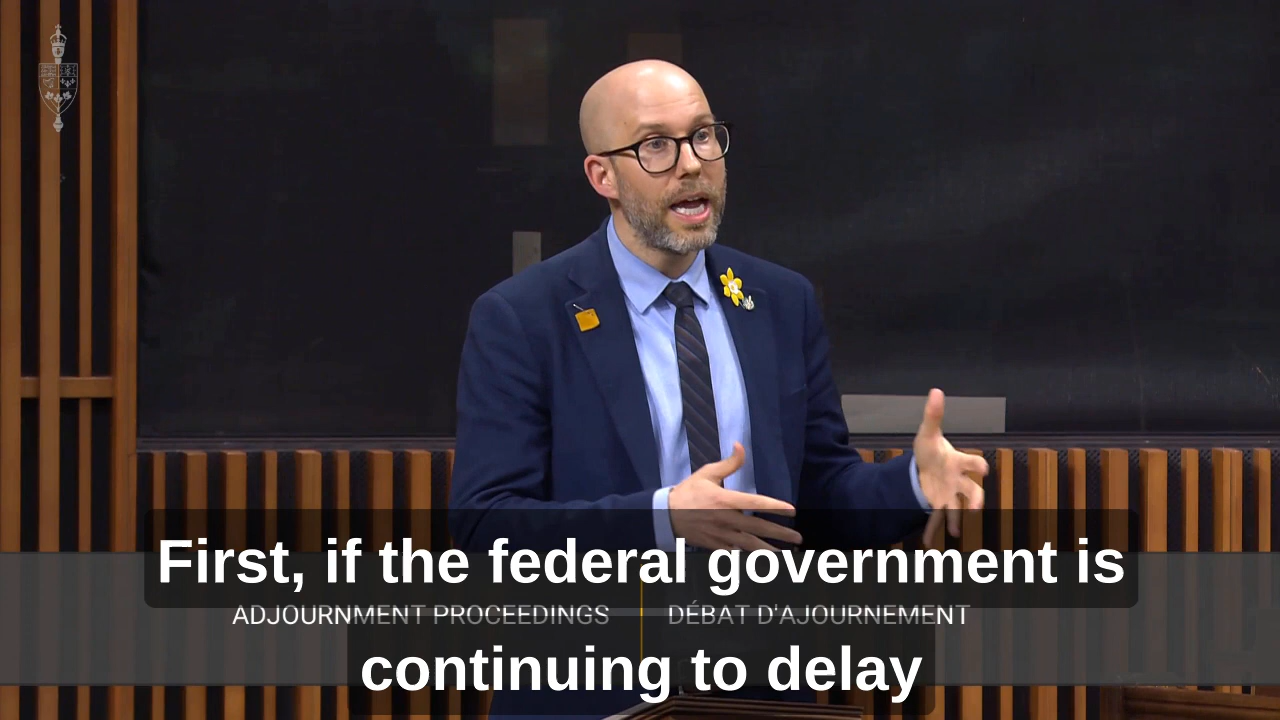 First, if the federal government is
ADJOURNMENT PROCEEDINGS DÉBAT D'AJOURNEMENT
continuing to delay